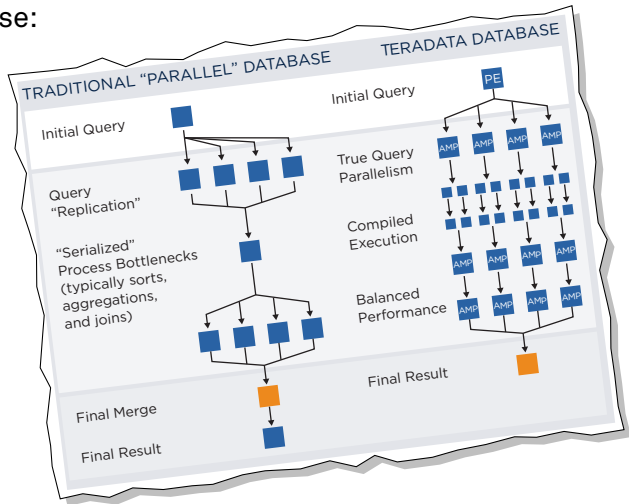 se:
TRADITIONAL “PARALLEL” DATABASE
Initial Query
Query
“Replication”
“Serialized”
Process Bottlenecks
(typically sorts,
aggregations,
and joins)
Final Merge
Final Result
TERADATA DATABASE
Initial Query
PE
AMP AMP AMP AMP
True Query
Parallelism
Compiled
Execution
AMP AMP AMP AMP
Balanced
Performance
AMP AMP AMP AMP
Final Result